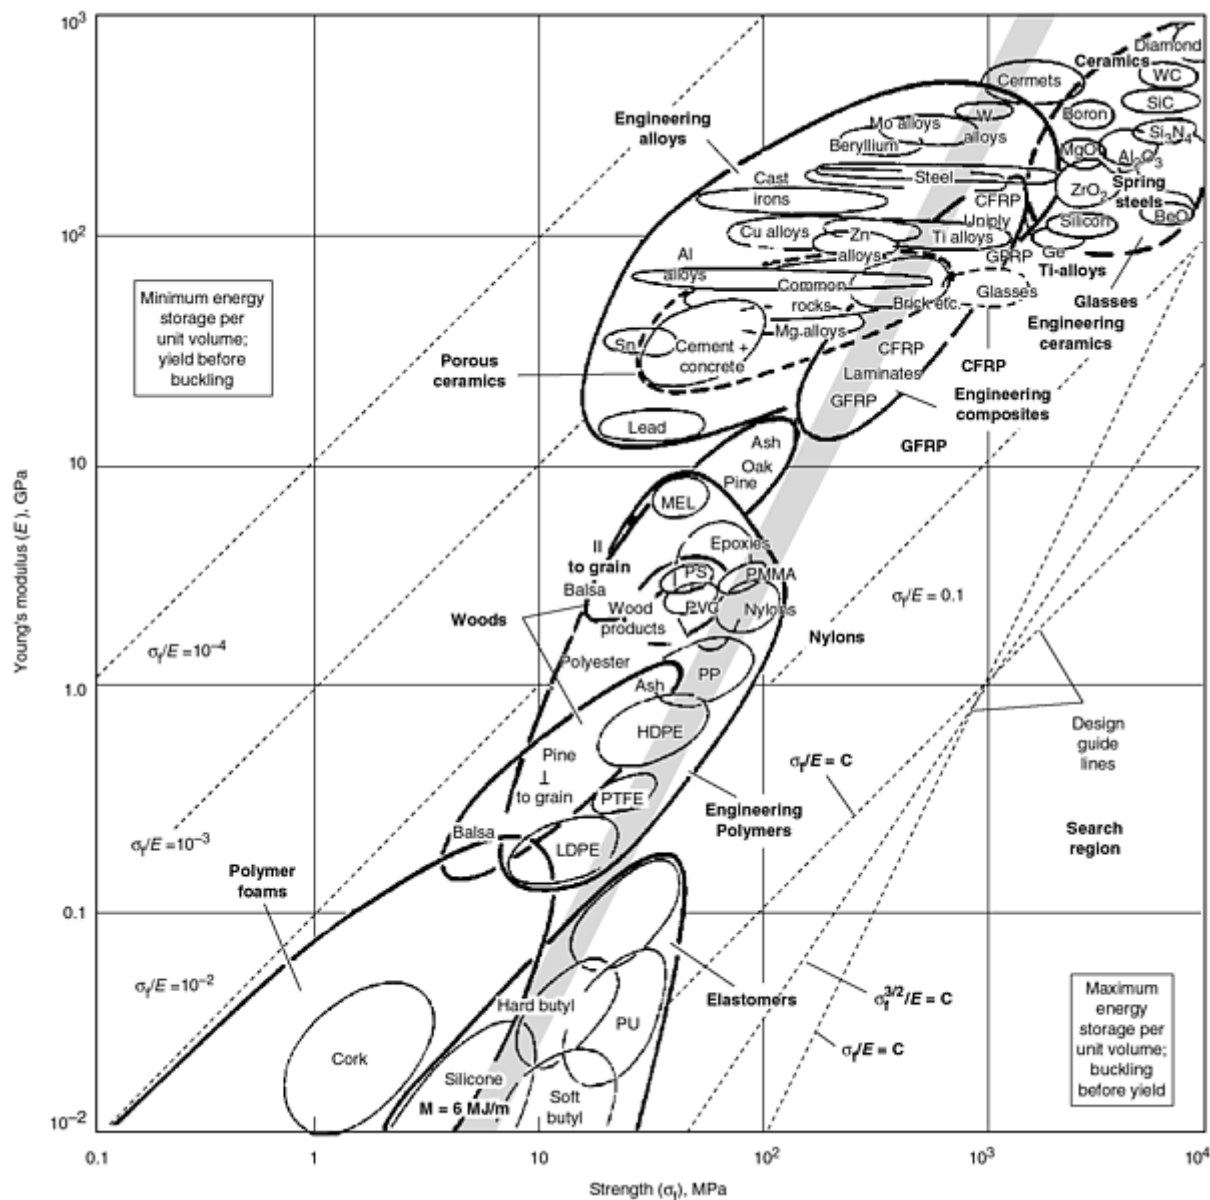 10³
10²
10
1.0
0.1
10⁻²
Young's modulus (E), GPa
0.1
1
10
10²
10³
10⁴
Strength (σf), MPa
Minimum energy
storage per
unit volume;
yield before
buckling
Engineering
alloys
Diamond
Ceramics
WC
Cermets
SiC
Boron
W
alloys
Mo alloys
Beryllium
Si₃N₄
MgO
Al₂O₃
Steel
Cast
irons
ZrO₂
Spring
steels
CFRP
Uniply
BeO
Silicon
Cu alloys
Zn
alloys
Ti alloys
Ge
GFRP
Ti-alloys
Al
alloys
Common
rocks
Brick etc.
Glasses
Glasses
Engineering
ceramics
Mg alloys
Sn
Cement +
concrete
Porous
ceramics
CFRP
Laminates
GFRP
CFRP
Engineering
composites
GFRP
Lead
Ash
Oak
Pine
MEL
Epoxies
II
to grain
Balsa
PS
PMMA
Wood
products
PVC
Nylons
Nylons
Woods
σf/E = 0.1
σf/E = 10⁻⁴
Polyester
PP
Ash
HDPE
Design
guide
lines
Pine
⊥
to grain
PTFE
σf/E = C
Engineering
Polymers
Balsa
LDPE
Search
region
σf/E = 10⁻³
Polymer
foams
σf/E = 10⁻²
Hard butyl
Elastomers
PU
Cork
Silicone
M = 6 MJ/m
Soft
butyl
σf^3/2/E = C
σf/E = C
Maximum
energy
storage per
unit volume;
buckling
before yield